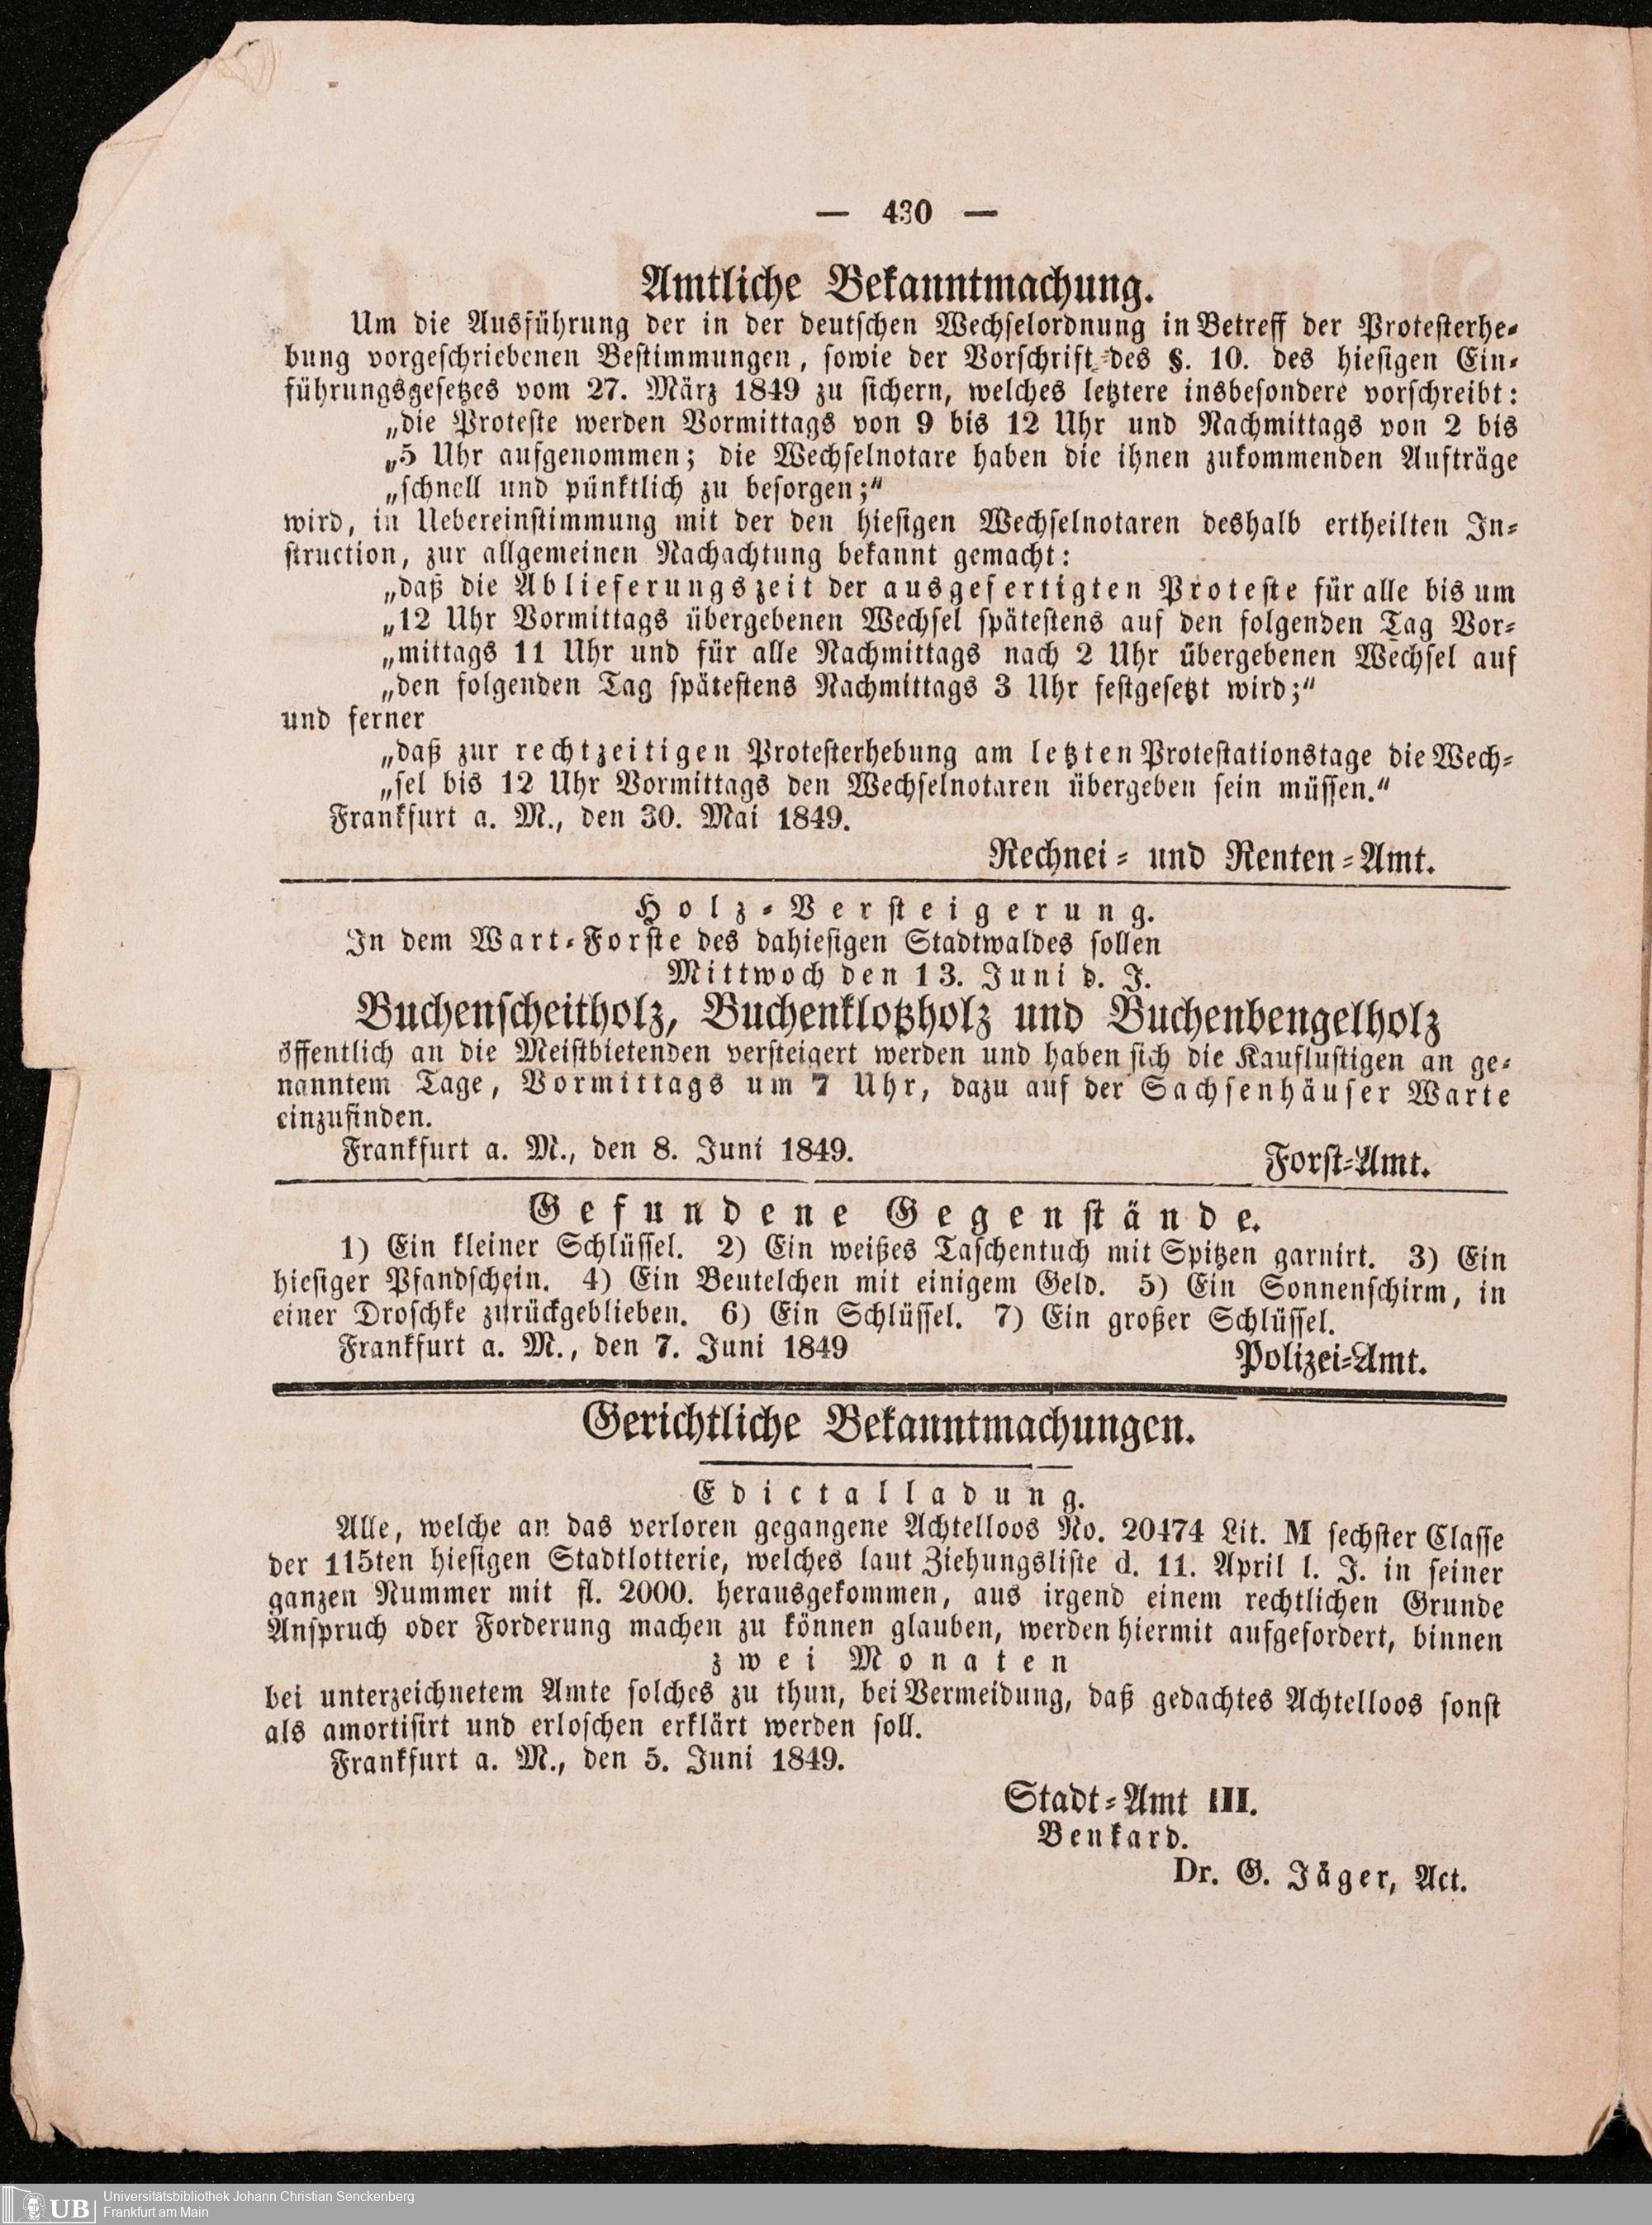 — 430 —
Amtliche Bekanntmachung.
Um die Ausführung der in der deutschen Wechselordnung in Betreff der Protesterhe-
bung vorgeschriebenen Bestimmungen, sowie der Vorschrift des §. 10. des hiesigen Ein-
führungsgesetzes vom 27. März 1849 zu sichern, welches letztere insbesondere vorschreibt:
„die Proteste werden Vormittags von 9 bis 12 Uhr und Nachmittags von 2 bis
„5 Uhr aufgenommen; die Wechselnotare haben die ihnen zukommenden Aufträge
„schnell und pünktlich zu besorgen;“
wird, in Uebereinstimmung mit der den hiesigen Wechselnotaren deshalb ertheilten In-
struction, zur allgemeinen Nachachtung bekannt gemacht:
„daß die Ablieferungszeit der ausgefertigten Proteste für alle bis um
„12 Uhr Vormittags übergebenen Wechsel spätestens auf den folgenden Tag Vor-
„mittags 11 Uhr und für alle Nachmittags nach 2 Uhr übergebenen Wechsel auf
„den folgenden Tag spätestens Nachmittags 3 Uhr festgesetzt wird;“
und ferner
„daß zur rechtzeitigen Protesterhebung am letzten Protestationstage die Wech-
„sel bis 12 Uhr Vormittags den Wechselnotaren übergeben sein müssen.“
Frankfurt a. M., den 30. Mai 1849.
Rechnei- und Renten-Amt.
Holz-Versteigerung.
In dem Wart-Forste des dahiesigen Stadtwaldes sollen
Mittwoch den 13. Juni d. J.
Buchenscheitholz, Buchenklotzholz und Buchenbengelholz
öffentlich an die Meistbietenden versteigert werden und haben sich die Kauflustigen an ge-
nanntem Tage, Vormittags um 7 Uhr, dazu auf der Sachsenhäuser Warte
einzufinden.
Frankfurt a. M., den 8. Juni 1849.
Forst-Amt.
Gefundene Gegenstände.
1) Ein kleiner Schlüssel. 2) Ein weißes Taschentuch mit Spitzen garnirt. 3) Ein
hiesiger Pfandschein. 4) Ein Beutelchen mit einigem Geld. 5) Ein Sonnenschirm, in
einer Droschke zurückgeblieben. 6) Ein Schlüssel. 7) Ein großer Schlüssel.
Frankfurt a. M., den 7. Juni 1849
Polizei-Amt.
Gerichtliche Bekanntmachungen.
Edictalladung.
Alle, welche an das verloren gegangene Achtelloos No. 20474 Lit. M sechster Classe
der 115ten hiesigen Stadtlotterie, welches laut Ziehungsliste d. 11. April l. J. in seiner
ganzen Nummer mit fl. 2000. herausgekommen, aus irgend einem rechtlichen Grunde
Anspruch oder Forderung machen zu können glauben, werden hiermit aufgefordert, binnen
zwei Monaten
bei unterzeichnetem Amte solches zu thun, bei Vermeidung, daß gedachtes Achtelloos sonst
als amortisirt und erloschen erklärt werden soll.
Frankfurt a. M., den 5. Juni 1849.
Stadt-Amt III.
Benkard.
Dr. G. Jäger, Act.
UB
Universitätsbibliothek Johann Christian Senckenberg
Frankfurt am Main